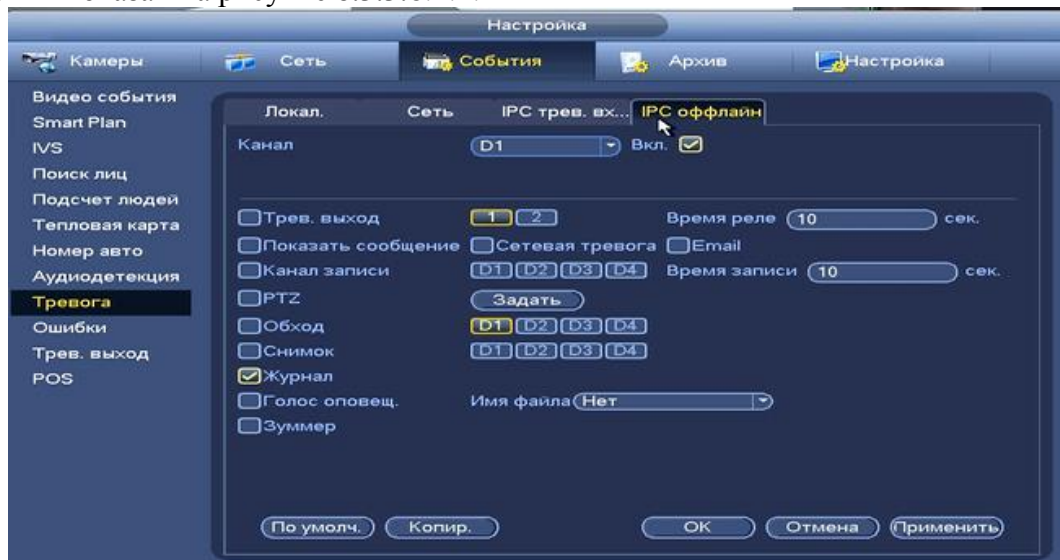 Настройка
Камеры Сеть События Архив Настройка
Видео события
Smart Plan
IVS
Поиск лиц
Подсчет людей
Тепловая карта
Номер авто
Аудиодетекция
Тревога
Ошибки
Трев. выход
POS
Локал. Сеть IPC трев. вх... IPC оффлайн
Канал D1 Вкл.
Трев. выход 1 2 Время реле 10 сек.
Показать сообщение Сетевая тревога Email
Канал записи D1 D2 D3 D4 Время записи 10 сек.
PTZ Задать
Обход D1 D2 D3 D4
Снимок D1 D2 D3 D4
Журнал
Голос оповещ. Имя файла Нет
Зуммер
По умолч. Копир. OK Отмена Применить